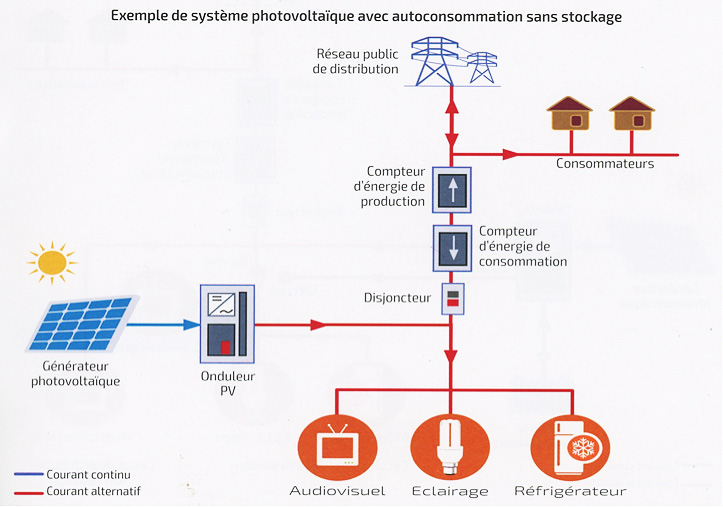 Exemple de système photovoltaïque avec autoconsommation sans stockage
Réseau public
de distribution
Consommateurs
Compteur
d'énergie de
production
Compteur
d'énergie de
consommation
Disjoncteur
Générateur
photovoltaïque
Onduleur
PV
Audiovisuel
Eclairage
Réfrigérateur
Courant continu
Courant alternatif